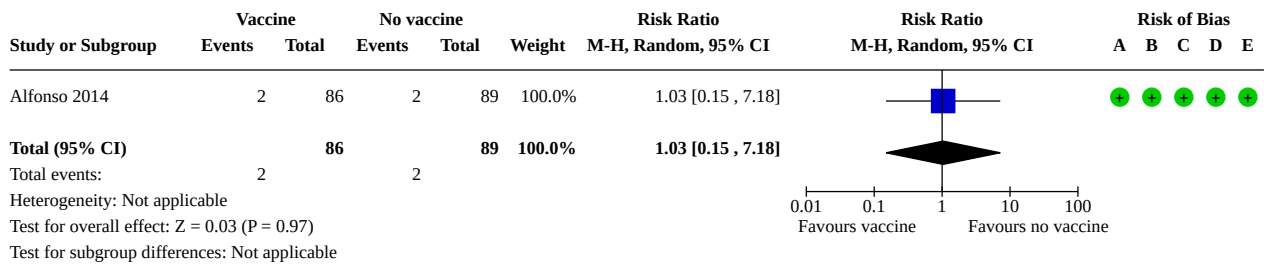 Vaccine No vaccine Risk Ratio Risk Ratio Risk of Bias
Study or Subgroup Events Total Events Total Weight M-H, Random, 95% CI M-H, Random, 95% CI A B C D E
Alfonso 2014 2 86 2 89 100.0% 1.03 [0.15 , 7.18] + + + + +
Total (95% CI) 86 89 100.0% 1.03 [0.15 , 7.18]
Total events: 2 2
Heterogeneity: Not applicable 0.01 0.1 1 10 100
Test for overall effect: Z = 0.03 (P = 0.97) Favours vaccine Favours no vaccine
Test for subgroup differences: Not applicable